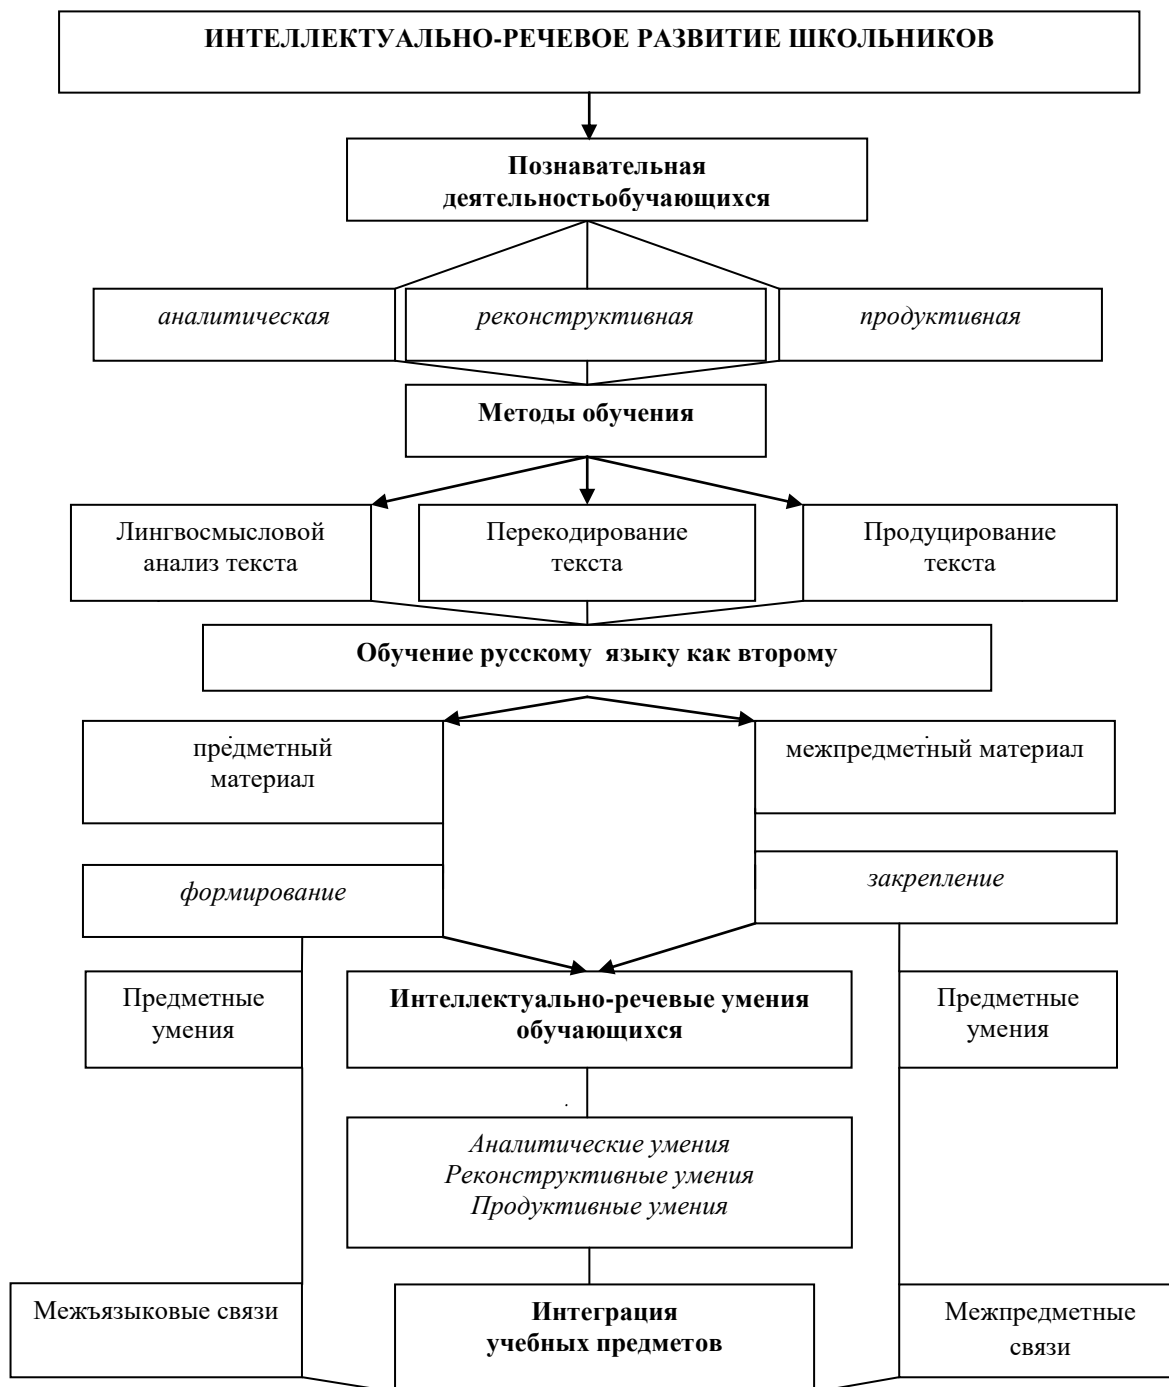 ИНТЕЛЛЕКТУАЛЬНО-РЕЧЕВОЕ РАЗВИТИЕ ШКОЛЬНИКОВ
Познавательная
деятельностьобучающихся
аналитическая
реконструктивная
продуктивная
Методы обучения
Лингвосмысловой
анализ текста
Перекодирование
текста
Продуцирование
текста
Обучение русскому языку как второму
предметный
материал
межпредметный материал
формирование
закрепление
Предметные
умения
Интеллектуально-речевые умения
обучающихся
Предметные
умения
Аналитические умения
Реконструктивные умения
Продуктивные умения
Межъязыковые связи
Интеграция
учебных предметов
Межпредметные
связи